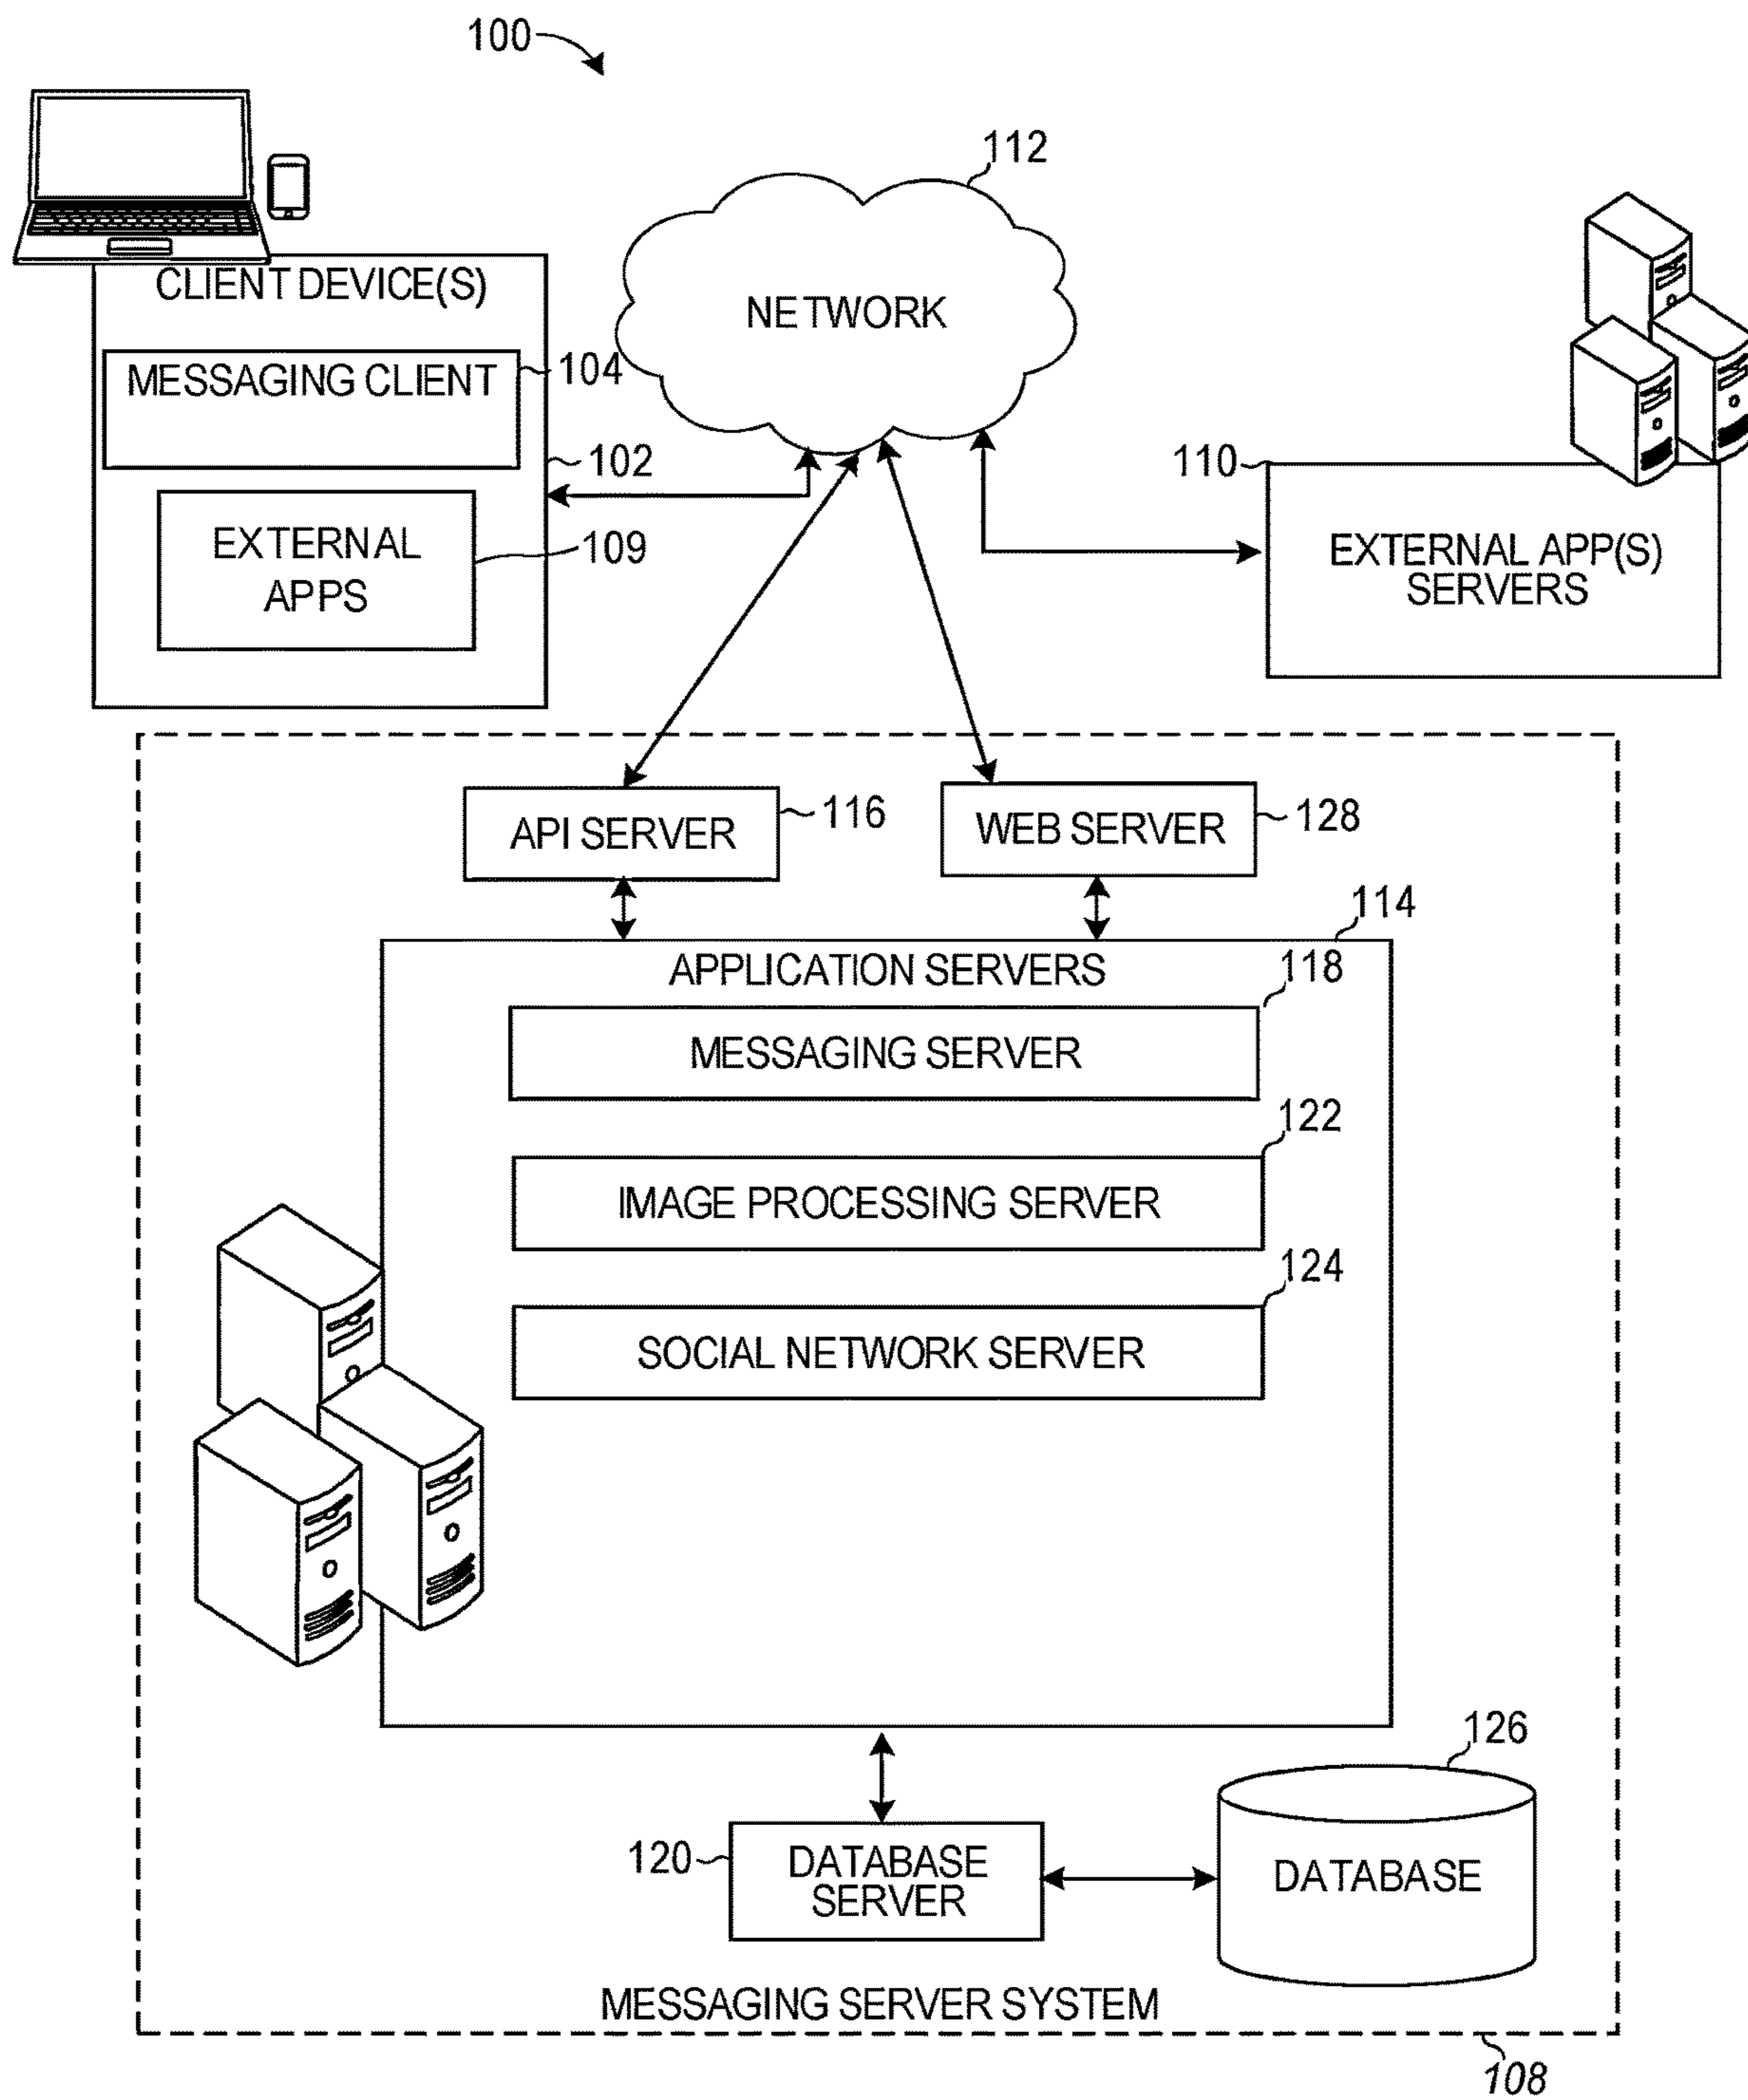 100
112
CLIENT DEVICE(S)
NETWORK
MESSAGING CLIENT
104
102
110
EXTERNAL
APPS
109
EXTERNAL APP(S)
SERVERS
API SERVER
116
WEB SERVER
128
114
APPLICATION SERVERS
118
MESSAGING SERVER
122
IMAGE PROCESSING SERVER
124
SOCIAL NETWORK SERVER
126
120
DATABASE
SERVER
DATABASE
MESSAGING SERVER SYSTEM
108